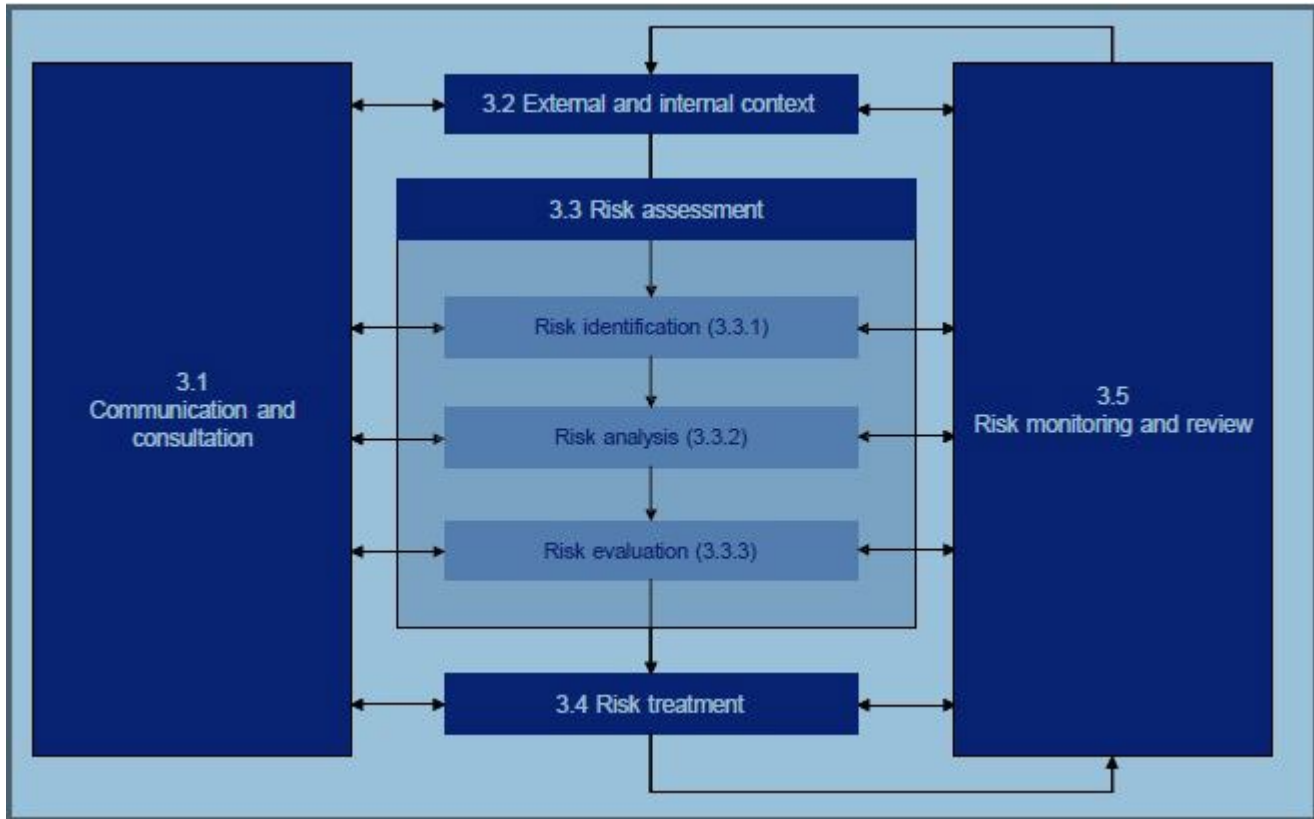 3.1
Communication and
consultation
3.2 External and internal context
3.3 Risk assessment
Risk identification (3.3.1)
Risk analysis (3.3.2)
Risk evaluation (3.3.3)
3.4 Risk treatment
3.5
Risk monitoring and review